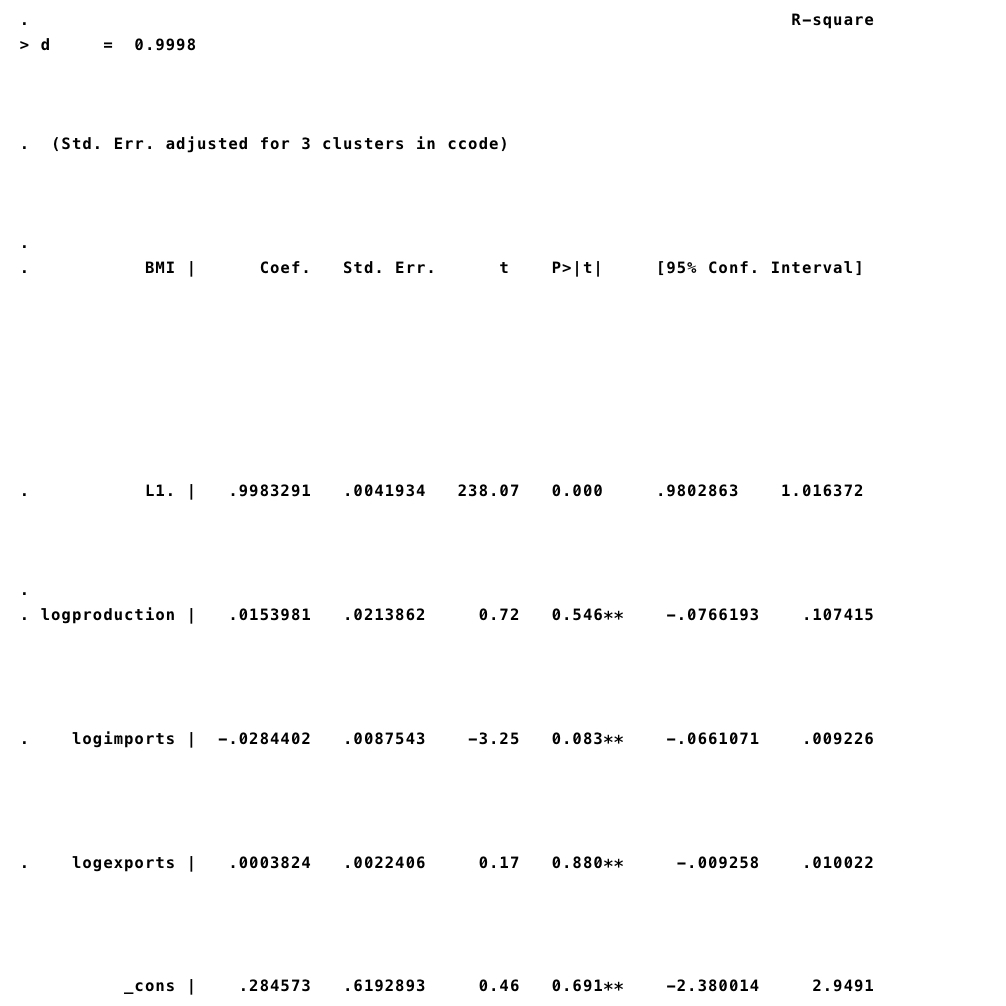 . R-square
> d = 0.9998
. (Std. Err. adjusted for 3 clusters in ccode)
.
. BMI | Coef. Std. Err. t P>|t| [95% Conf. Interval]
. L1. | .9983291 .0041934 238.07 0.000 .9802863 1.016372
.
. logproduction | .0153981 .0213862 0.72 0.546** -.0766193 .107415
. logimports | -.0284402 .0087543 -3.25 0.083** -.0661071 .009226
. logexports | .0003824 .0022406 0.17 0.880** -.009258 .010022
_cons | .284573 .6192893 0.46 0.691** -2.380014 2.9491